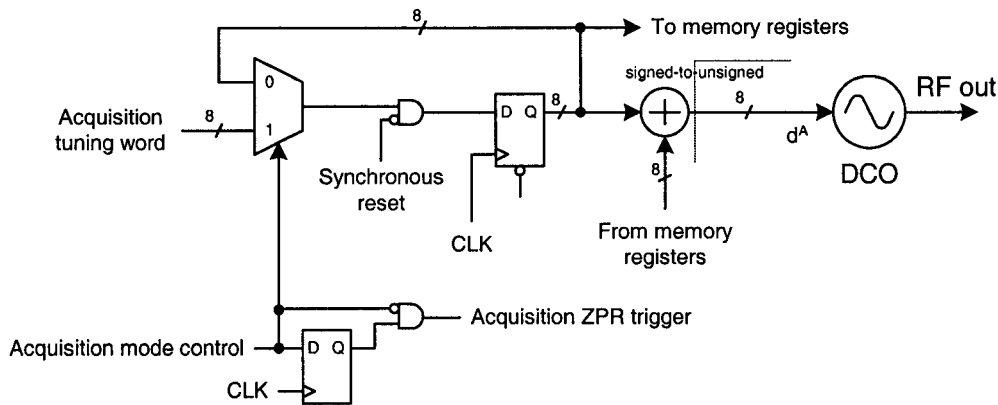 8
To memory registers
0
signed-to-unsigned
RF out
Acquisition
tuning word
8
1
D Q
8
8
d^A
DCO
Synchronous
reset
8
CLK
From memory
registers
Acquisition ZPR trigger
Acquisition mode control
D Q
CLK